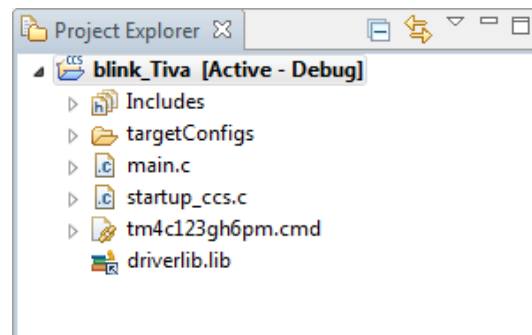 Project Explorer
blink_Tiva [Active - Debug]
Includes
targetConfigs
main.c
startup_ccs.c
tm4c123gh6pm.cmd
driverlib.lib